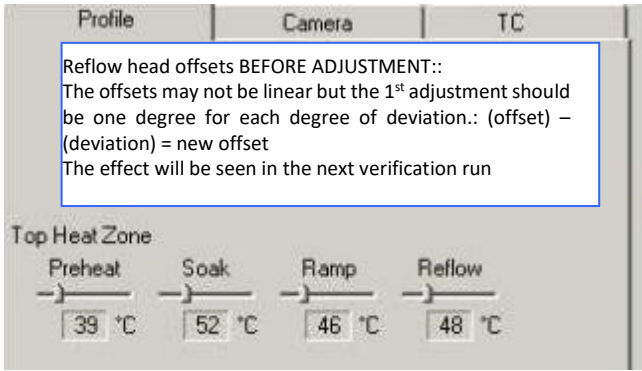 Profile Camera TC
Reflow head offsets BEFORE ADJUSTMENT::
The offsets may not be linear but the 1st adjustment should
be one degree for each degree of deviation.: (offset) –
(deviation) = new offset
The effect will be seen in the next verification run
Top Heat Zone
Preheat Soak Ramp Reflow
39 °C 52 °C 46 °C 48 °C